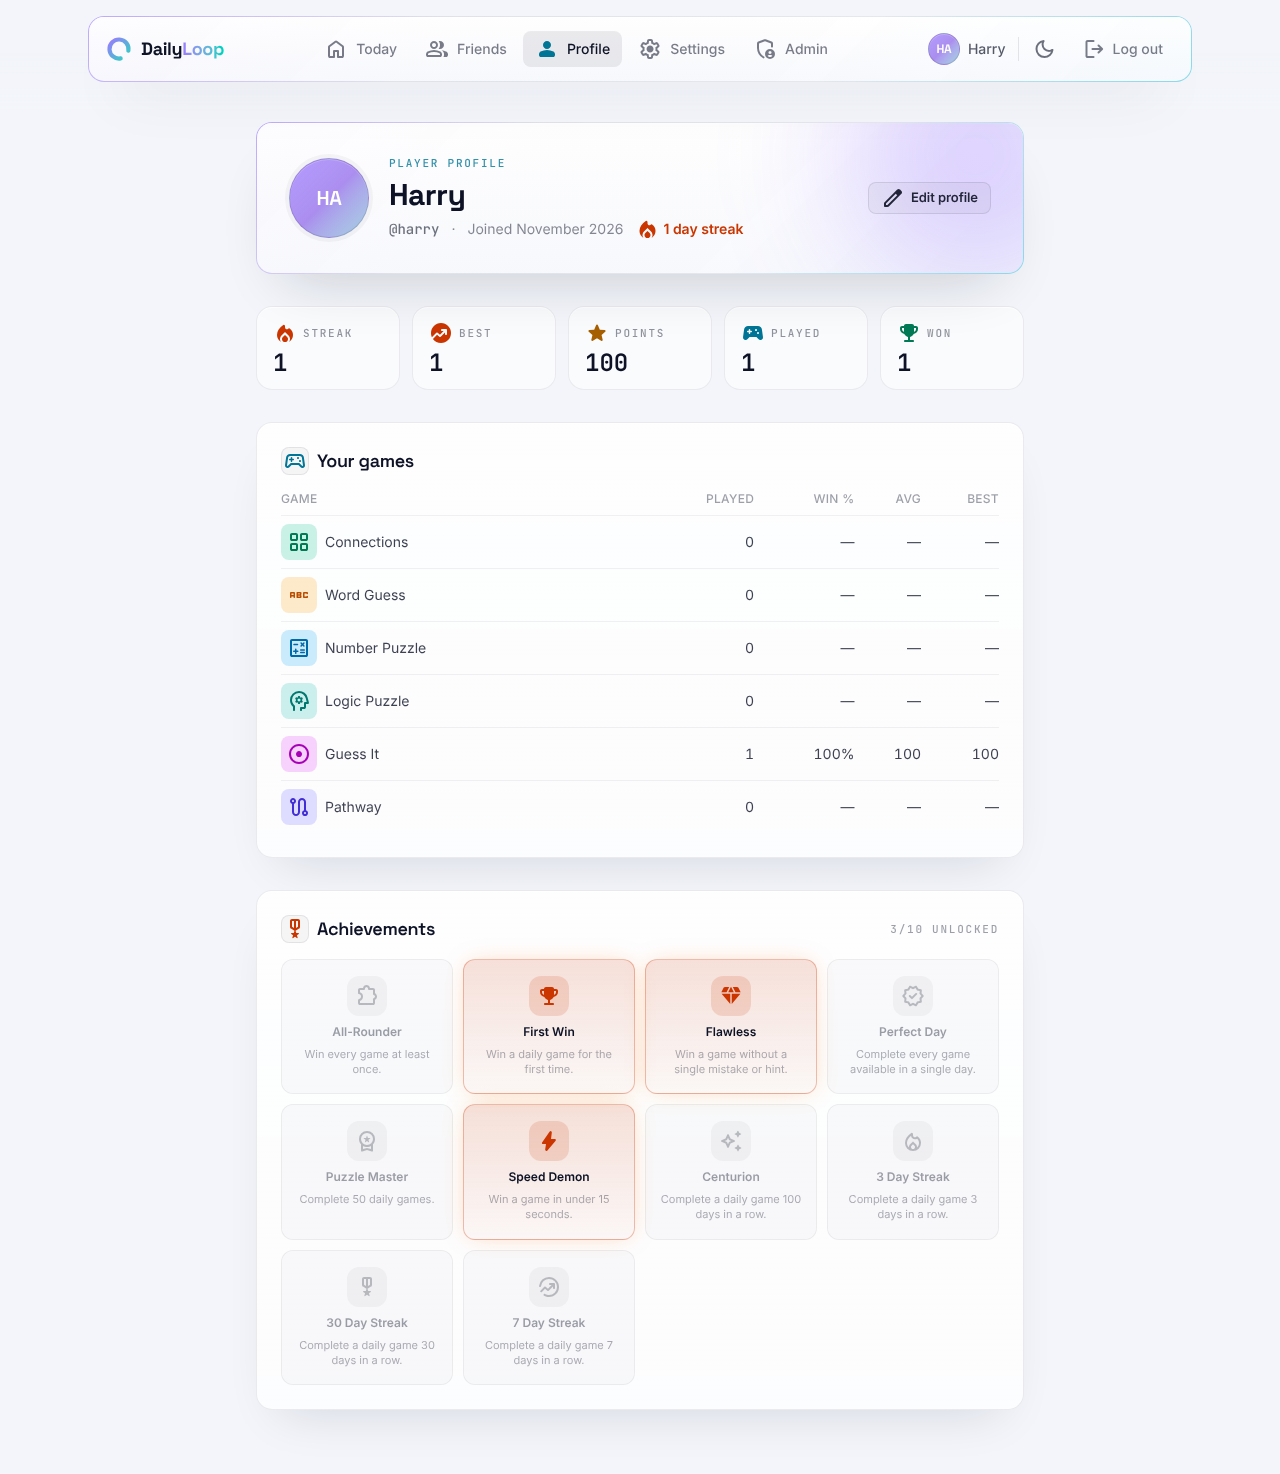 DailyLoop
Today
Friends
Profile
Settings
Admin
HA
Harry
Log out
HA
PLAYER PROFILE
Harry
@harry · Joined November 2026 1 day streak
Edit profile
STREAK
1
BEST
1
POINTS
100
PLAYED
1
WON
1
Your games
GAME PLAYED WIN % AVG BEST
Connections 0 — — —
ABC Word Guess 0 — — —
Number Puzzle 0 — — —
Logic Puzzle 0 — — —
Guess It 1 100% 100 100
Pathway 0 — — —
Achievements
3/10 UNLOCKED
All-Rounder
Win every game at least
once.
First Win
Win a daily game for the
first time.
Flawless
Win a game without a
single mistake or hint.
Perfect Day
Complete every game
available in a single day.
Puzzle Master
Complete 50 daily games.
Speed Demon
Win a game in under 15
seconds.
Centurion
Complete a daily game 100
days in a row.
3 Day Streak
Complete a daily game 3
days in a row.
30 Day Streak
Complete a daily game 30
days in a row.
7 Day Streak
Complete a daily game 7
days in a row.